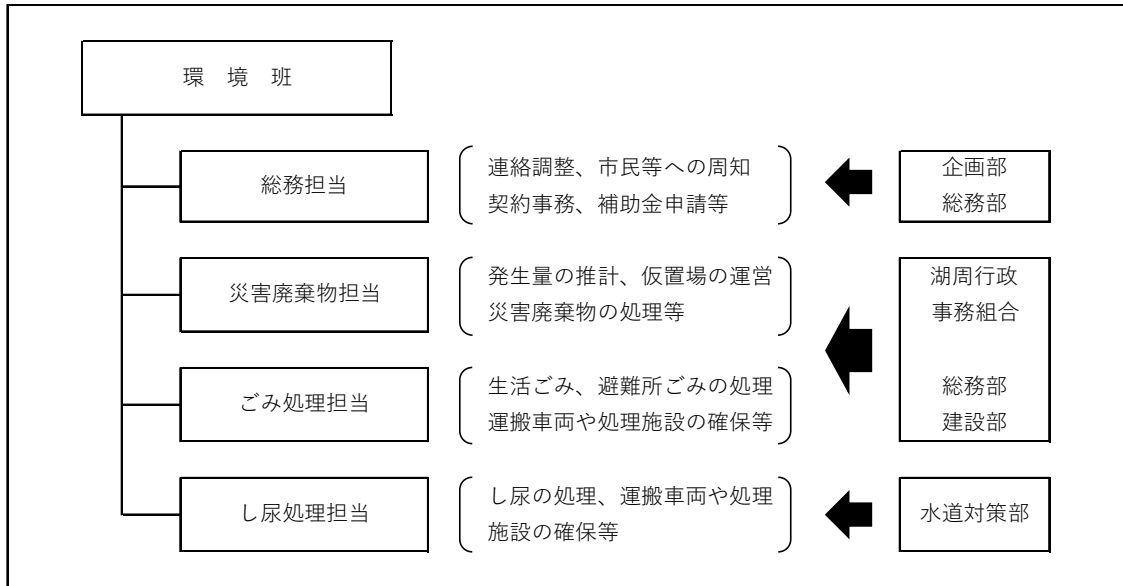 環 境 班
総務担当
連絡調整、市民等への周知
契約事務、補助金申請等
企画部
総務部
災害廃棄物担当
発生量の推計、仮置場の運営
災害廃棄物の処理等
湖周行政
事務組合
ごみ処理担当
生活ごみ、避難所ごみの処理
運搬車両や処理施設の確保等
総務部
建設部
し尿処理担当
し尿の処理、運搬車両や処理
施設の確保等
水道対策部